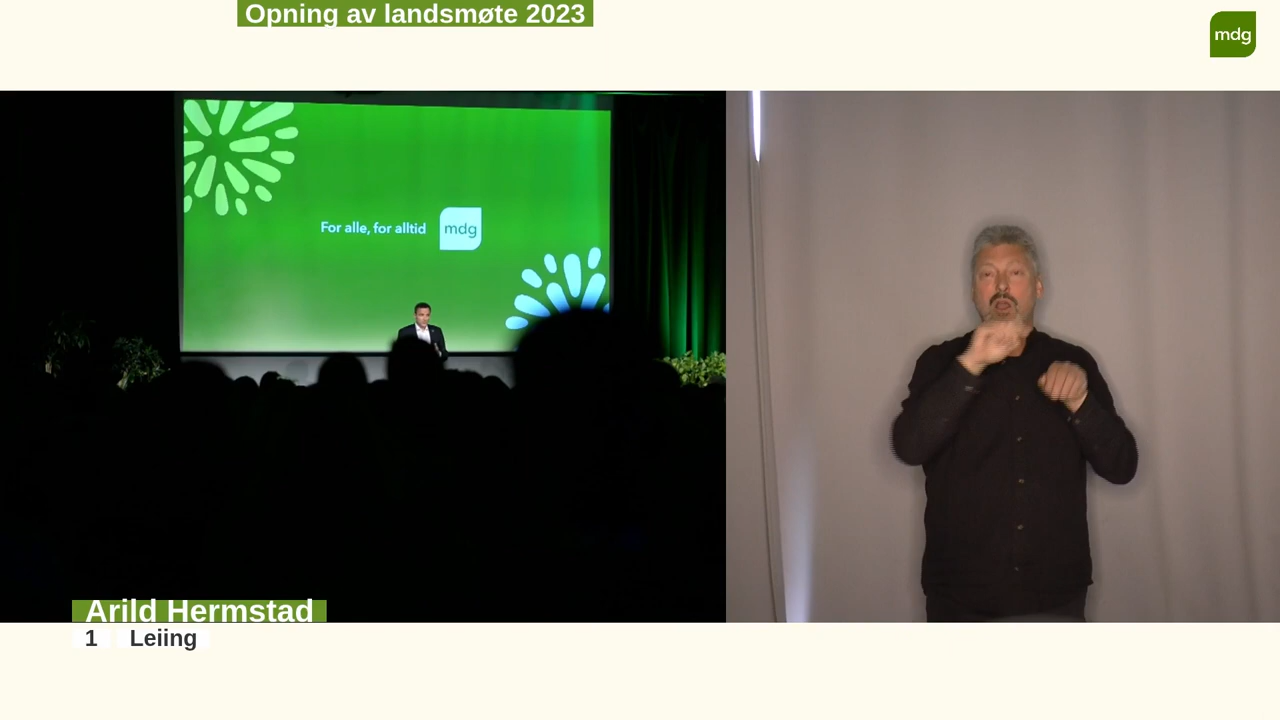 Opning av landsmøte 2023
mdg
For alle, for alltid mdg
Arild Hermstad
1 Leiing